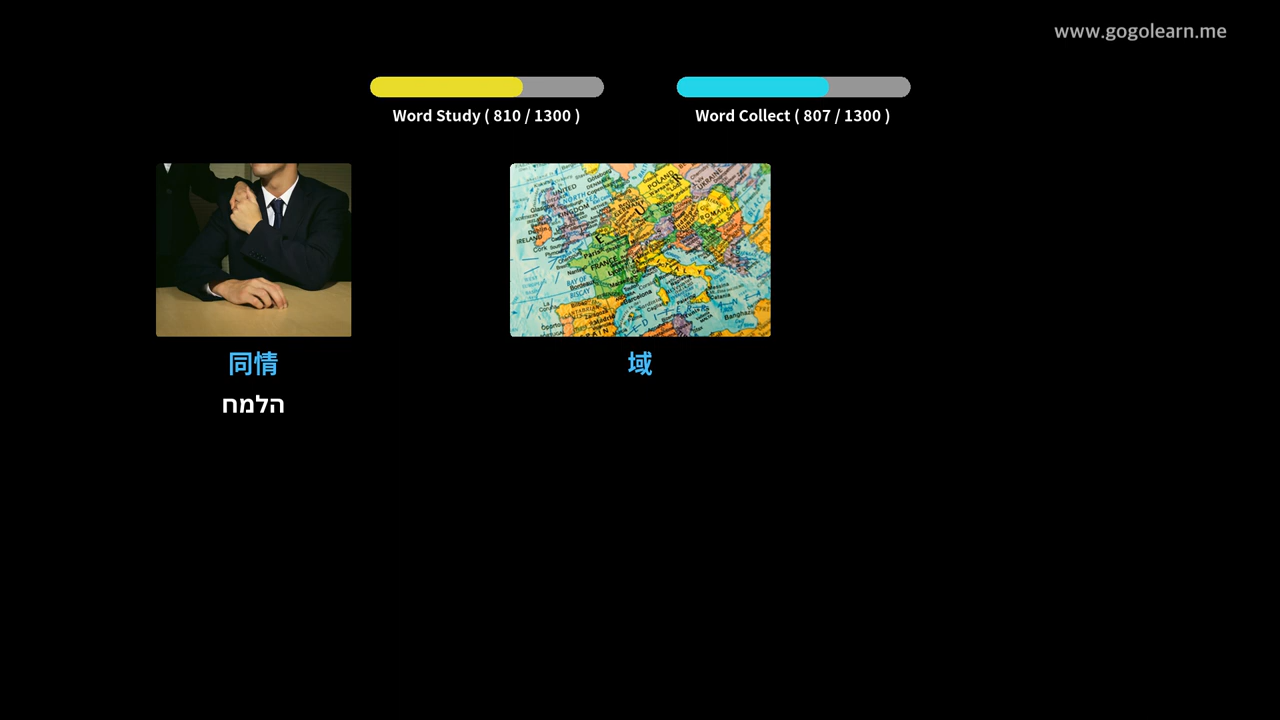 www.gogolearn.me
Word Study ( 810 / 1300 )
Word Collect ( 807 / 1300 )
同情
域
הלמח